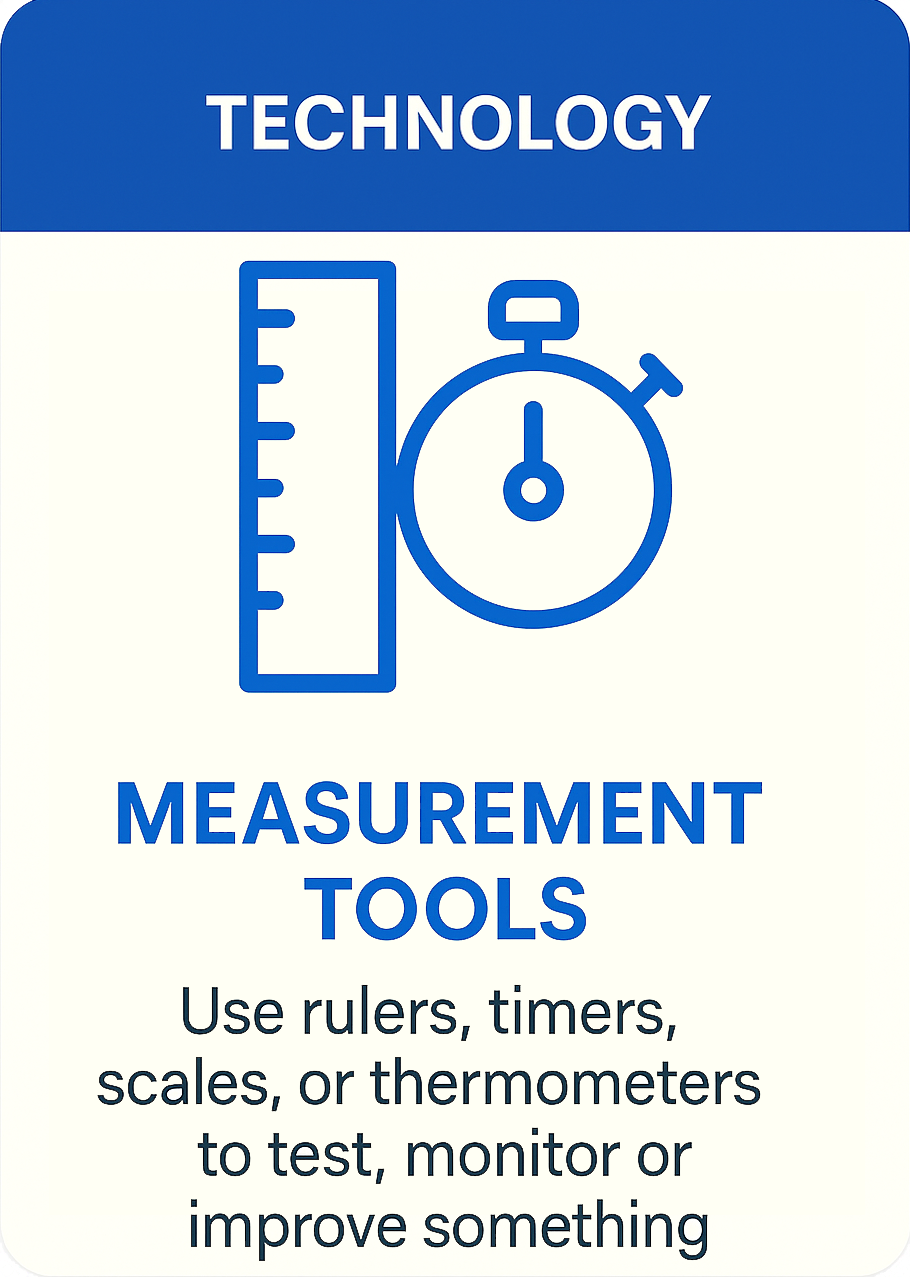 TECHNOLOGY
MEASUREMENT
TOOLS
Use rulers, timers,
scales, or thermometers
to test, monitor or
improve something